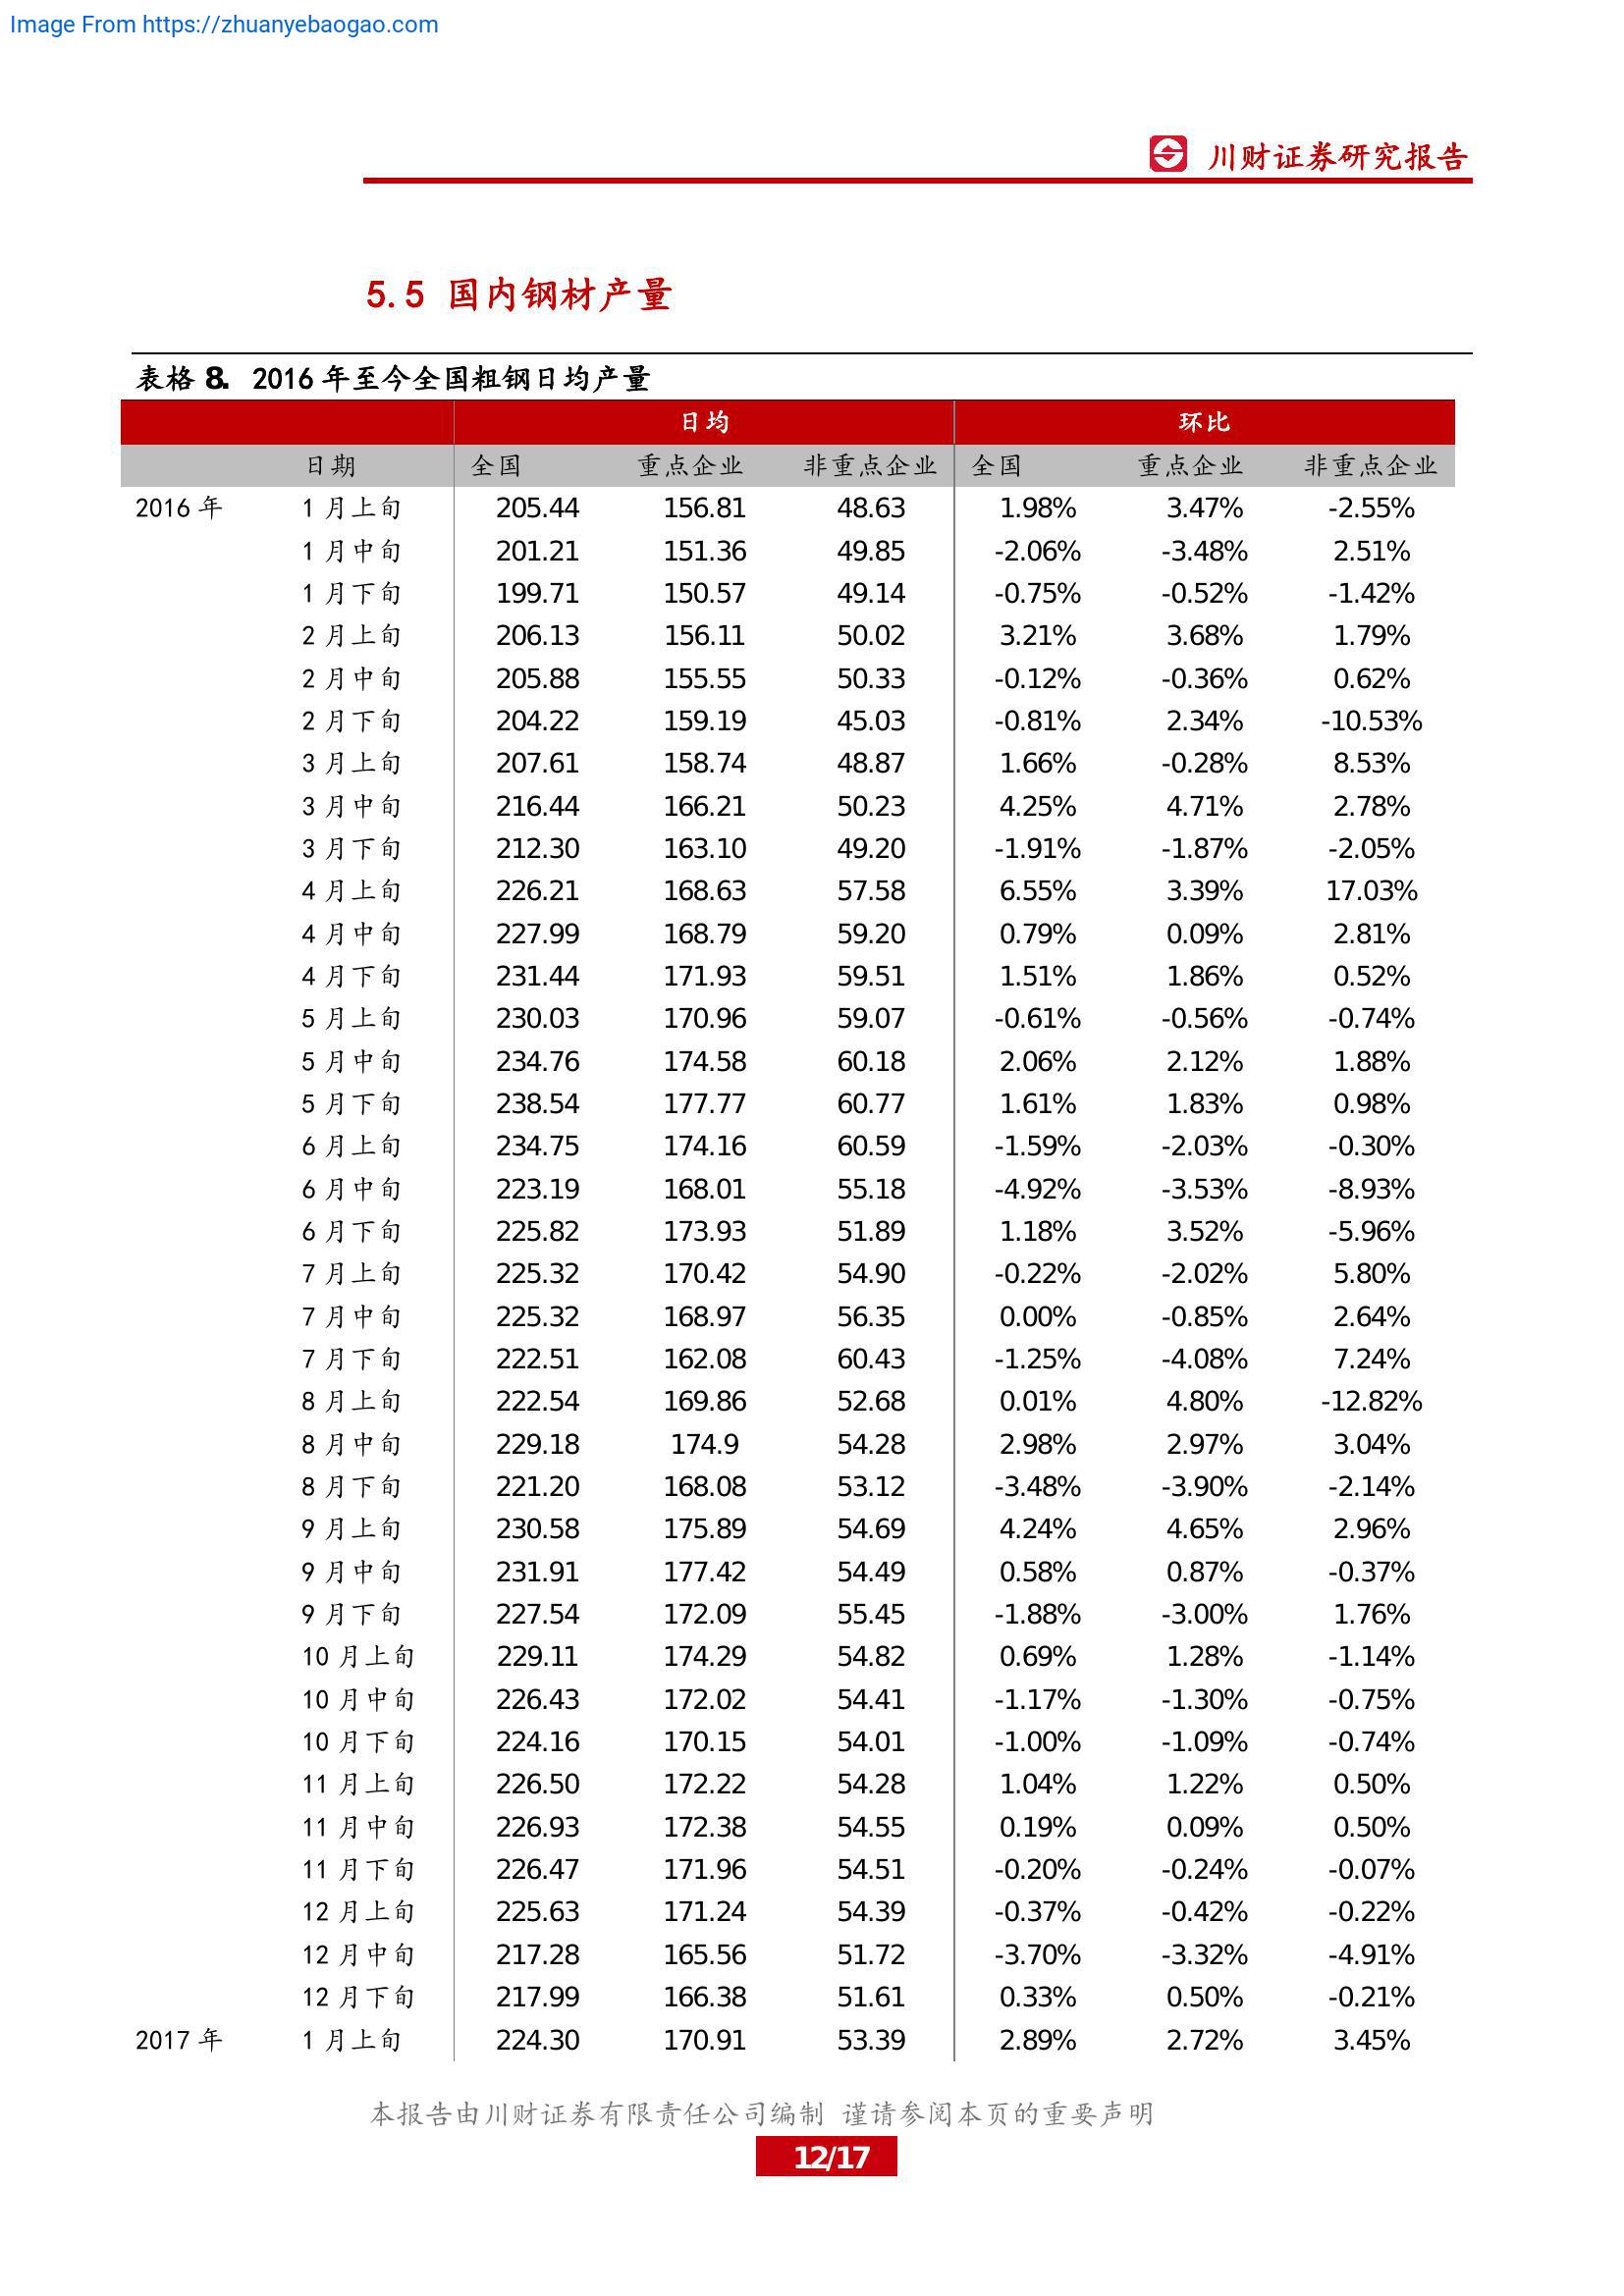 Image From https://zhuanyebaogao.com
川财证券研究报告
5.5 国内钢材产量
表格 8. 2016 年至今全国粗钢日均产量
日均 环比
日期 全国 重点企业 非重点企业 全国 重点企业 非重点企业
2016 年 1 月上旬 205.44 156.81 48.63 1.98% 3.47% -2.55%
1 月中旬 201.21 151.36 49.85 -2.06% -3.48% 2.51%
1 月下旬 199.71 150.57 49.14 -0.75% -0.52% -1.42%
2 月上旬 206.13 156.11 50.02 3.21% 3.68% 1.79%
2 月中旬 205.88 155.55 50.33 -0.12% -0.36% 0.62%
2 月下旬 204.22 159.19 45.03 -0.81% 2.34% -10.53%
3 月上旬 207.61 158.74 48.87 1.66% -0.28% 8.53%
3 月中旬 216.44 166.21 50.23 4.25% 4.71% 2.78%
3 月下旬 212.30 163.10 49.20 -1.91% -1.87% -2.05%
4 月上旬 226.21 168.63 57.58 6.55% 3.39% 17.03%
4 月中旬 227.99 168.79 59.20 0.79% 0.09% 2.81%
4 月下旬 231.44 171.93 59.51 1.51% 1.86% 0.52%
5 月上旬 230.03 170.96 59.07 -0.61% -0.56% -0.74%
5 月中旬 234.76 174.58 60.18 2.06% 2.12% 1.88%
5 月下旬 238.54 177.77 60.77 1.61% 1.83% 0.98%
6 月上旬 234.75 174.16 60.59 -1.59% -2.03% -0.30%
6 月中旬 223.19 168.01 55.18 -4.92% -3.53% -8.93%
6 月下旬 225.82 173.93 51.89 1.18% 3.52% -5.96%
7 月上旬 225.32 170.42 54.90 -0.22% -2.02% 5.80%
7 月中旬 225.32 168.97 56.35 0.00% -0.85% 2.64%
7 月下旬 222.51 162.08 60.43 -1.25% -4.08% 7.24%
8 月上旬 222.54 169.86 52.68 0.01% 4.80% -12.82%
8 月中旬 229.18 174.9 54.28 2.98% 2.97% 3.04%
8 月下旬 221.20 168.08 53.12 -3.48% -3.90% -2.14%
9 月上旬 230.58 175.89 54.69 4.24% 4.65% 2.96%
9 月中旬 231.91 177.42 54.49 0.58% 0.87% -0.37%
9 月下旬 227.54 172.09 55.45 -1.88% -3.00% 1.76%
10 月上旬 229.11 174.29 54.82 0.69% 1.28% -1.14%
10 月中旬 226.43 172.02 54.41 -1.17% -1.30% -0.75%
10 月下旬 224.16 170.15 54.01 -1.00% -1.09% -0.74%
11 月上旬 226.50 172.22 54.28 1.04% 1.22% 0.50%
11 月中旬 226.93 172.38 54.55 0.19% 0.09% 0.50%
11 月下旬 226.47 171.96 54.51 -0.20% -0.24% -0.07%
12 月上旬 225.63 171.24 54.39 -0.37% -0.42% -0.22%
12 月中旬 217.28 165.56 51.72 -3.70% -3.32% -4.91%
12 月下旬 217.99 166.38 51.61 0.33% 0.50% -0.21%
2017 年 1 月上旬 224.30 170.91 53.39 2.89% 2.72% 3.45%
本报告由川财证券有限责任公司编制 谨请参阅本页的重要声明
12/17